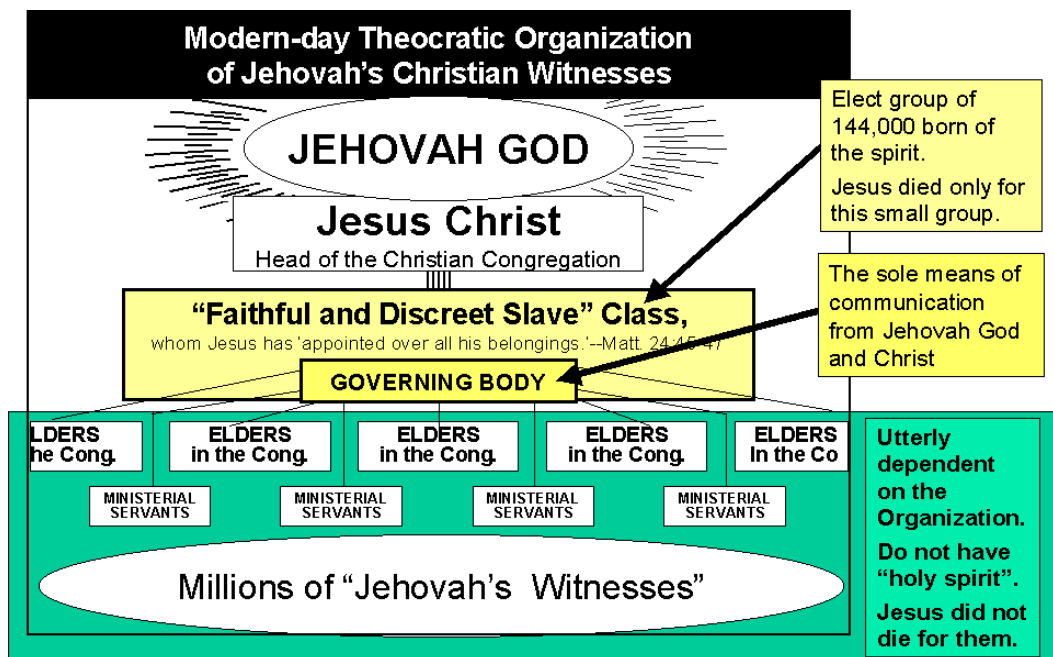 Modern-day Theocratic Organization
of Jehovah's Christian Witnesses
JEHOVAH GOD
Jesus Christ
Head of the Christian Congregation
"Faithful and Discreet Slave" Class,
whom Jesus has 'appointed over all his belongings.'--Matt. 24:45-47
GOVERNING BODY
Elect group of
144,000 born of
the spirit.
Jesus died only for
this small group.
The sole means of
communication
from Jehovah God
and Christ
LDERS
he Cong.
ELDERS
in the Cong.
ELDERS
in the Cong.
ELDERS
in the Cong.
ELDERS
In the Co
MINISTERIAL
SERVANTS
MINISTERIAL
SERVANTS
MINISTERIAL
SERVANTS
MINISTERIAL
SERVANTS
Millions of "Jehovah's Witnesses"
Utterly
dependent
on the
Organization.
Do not have
"holy spirit".
Jesus did not
die for them.